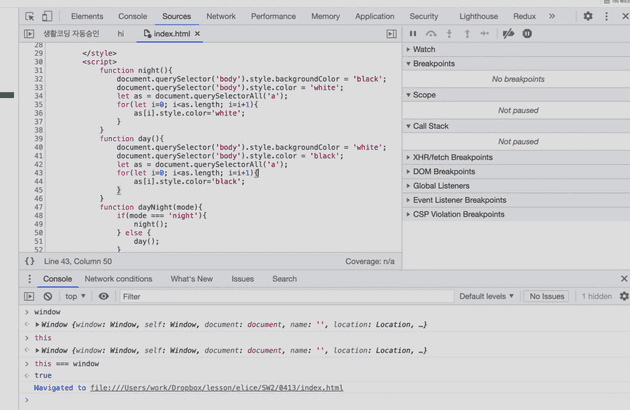 Elements Console Sources Network Performance Memory Application Security Lighthouse Redux »
생활코딩 자동승인 hi index.html ×
28
29 </style>
30 <script>
31 function night(){
32 document.querySelector('body').style.backgroundColor = 'black';
33 document.querySelector('body').style.color = 'white';
34 let as = document.querySelectorAll('a');
35 for(let i=0; i<as.length; i=i+1){
36 as[i].style.color='white';
37 }
38 }
39 function day(){
40 document.querySelector('body').style.backgroundColor = 'white';
41 document.querySelector('body').style.color = 'black';
42 let as = document.querySelectorAll('a');
43 for(let i=0; i<as.length; i=i+1){
44 as[i].style.color='black';
45 }
46 }
47 function dayNight(mode){
48 if(mode === 'night'){
49 night();
50 } else {
51 day();
52 }
{} Line 43, Column 50 Coverage: n/a
Watch
Breakpoints
No breakpoints
Scope
Not paused
Call Stack
Not paused
XHR/fetch Breakpoints
DOM Breakpoints
Global Listeners
Event Listener Breakpoints
CSP Violation Breakpoints
Console Network conditions What's New Issues Search
top ▼ Filter Default levels ▼ No Issues 1 hidden
> window
Window {window: Window, self: Window, document: document, name: '', location: Location, …}
> this
Window {window: Window, self: Window, document: document, name: '', location: Location, …}
> this === window
true
Navigated to file:///Users/work/Dropbox/lesson/elice/SW2/0413/index.html
>